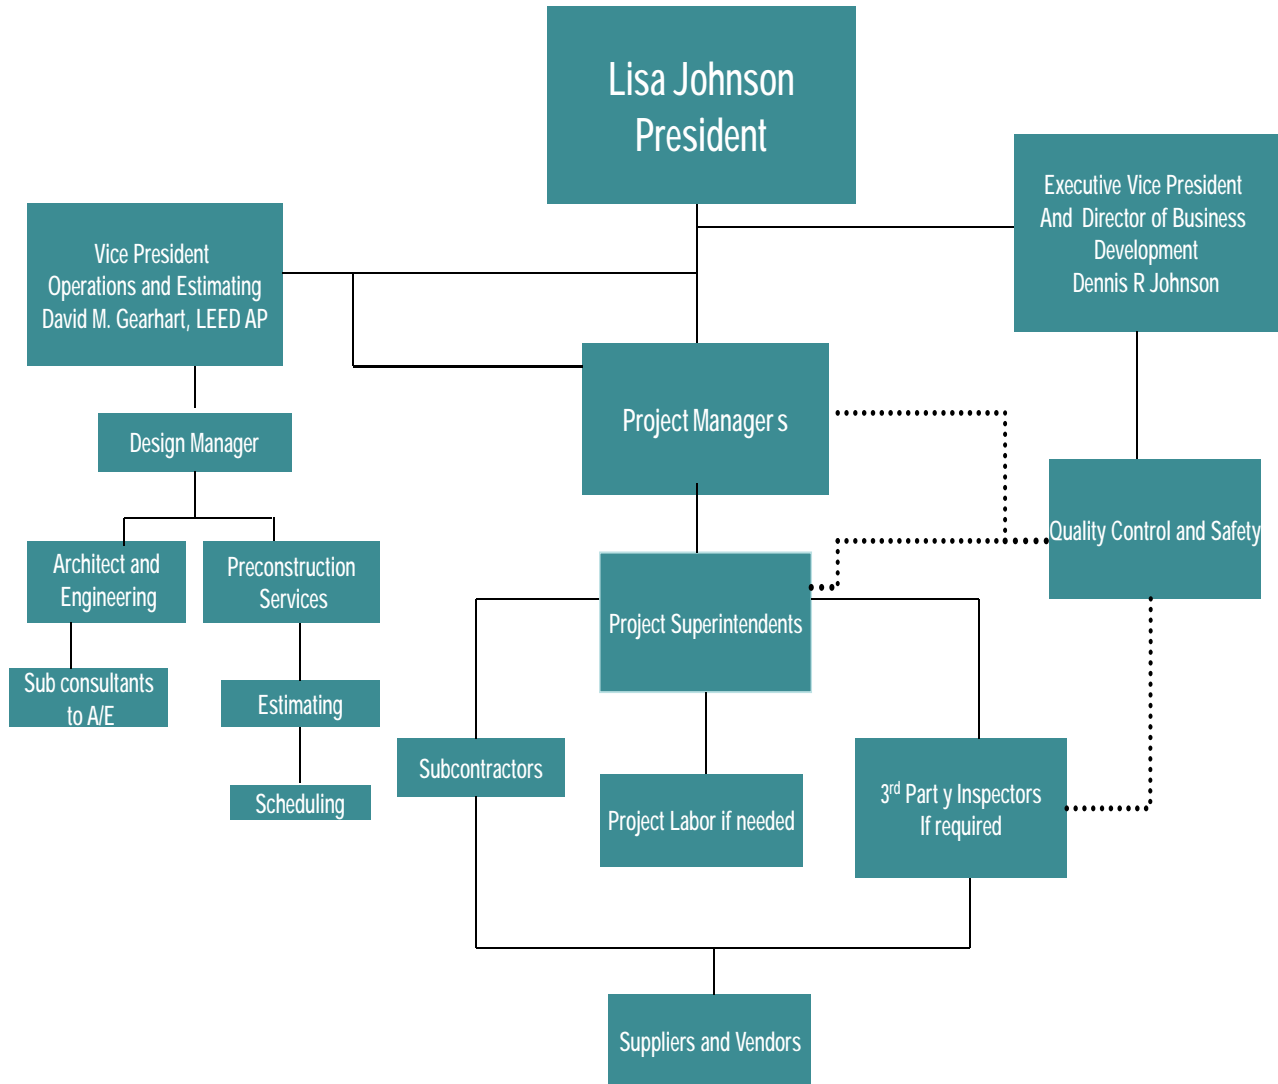 Lisa Johnson
President
Executive Vice President
And Director of Business
Development
Dennis R Johnson
Vice President
Operations and Estimating
David M. Gearhart, LEED AP
Project Manager s
Design Manager
Quality Control and Safety
Architect and
Engineering
Preconstruction
Services
Project Superintendents
Sub consultants
to A/E
Estimating
Subcontractors
3rd Part y Inspectors
If required
Project Labor if needed
Scheduling
Suppliers and Vendors